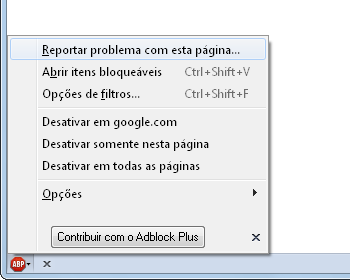 Reportar problema com esta página...
Abrir itens bloqueáveis Ctrl+Shift+V
Opções de filtros... Ctrl+Shift+F
Desativar em google.com
Desativar somente nesta página
Desativar em todas as páginas
Opções
Contribuir com o Adblock Plus
ABP